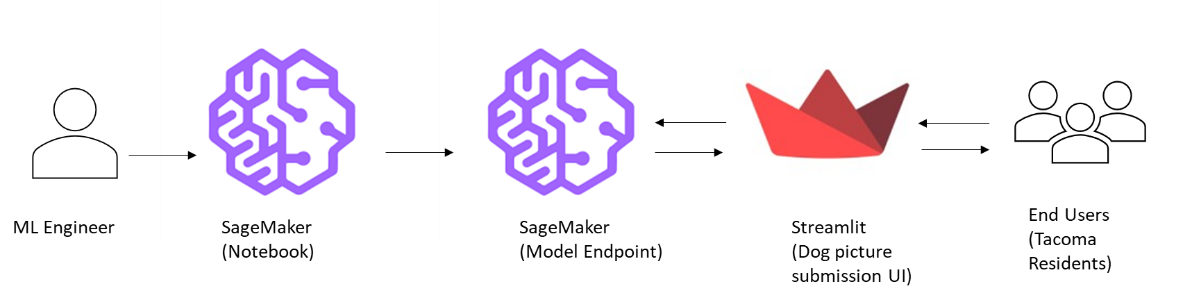 ML Engineer
SageMaker
(Notebook)
SageMaker
(Model Endpoint)
Streamlit
(Dog picture
submission UI)
End Users
(Tacoma
Residents)